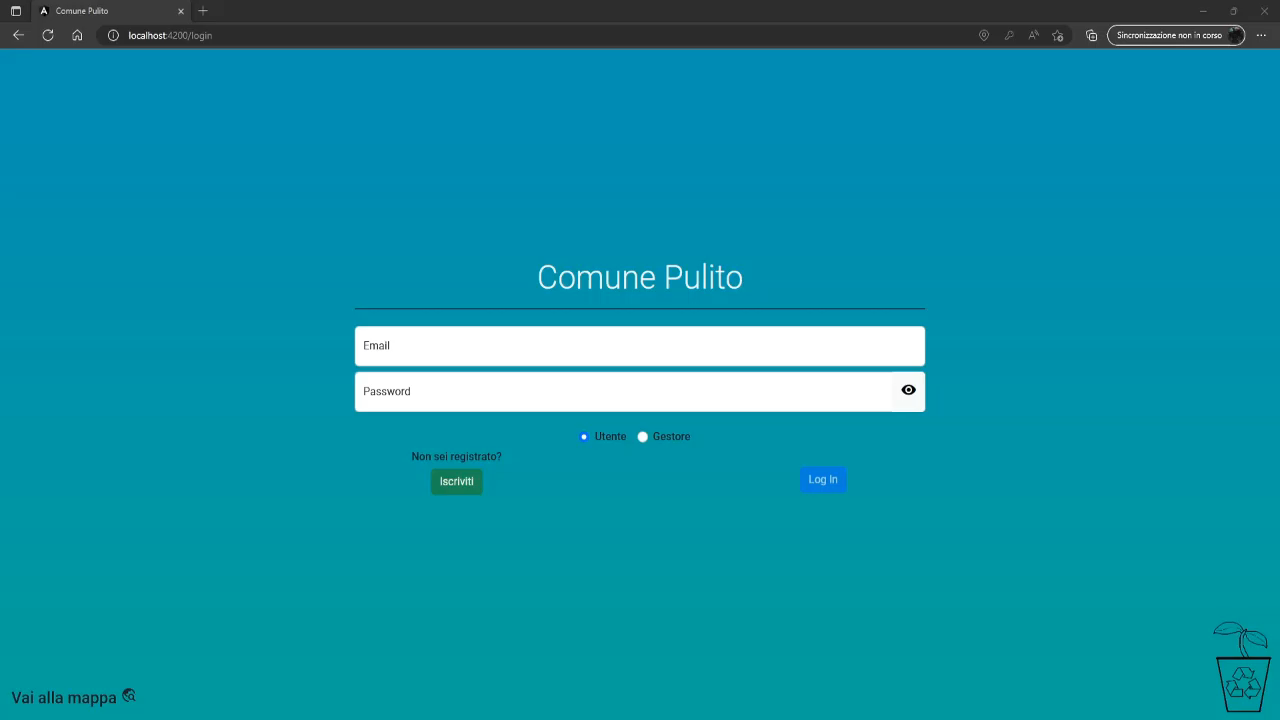 Comune Pulito
localhost:4200/login
Sincronizzazione non in corso
Comune Pulito
Email
Password
Utente Gestore
Non sei registrato?
Iscriviti
Log In
Vai alla mappa